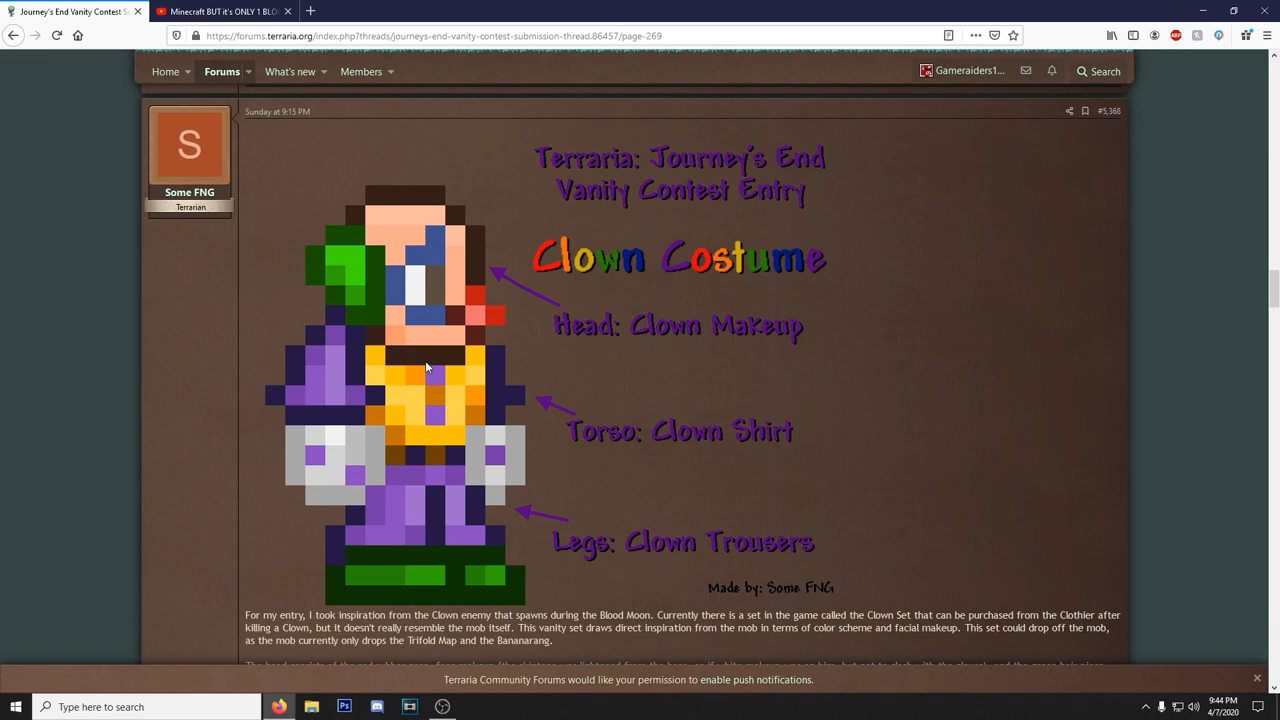 Journey's End Vanity Contest S
Minecraft BUT it's ONLY 1 BLO
https://forums.terraria.org/index.php?threads/journeys-end-vanity-contest-submission-thread.86457/page-269
Home
Forums
What's new
Members
Gameraiders1...
Search
Sunday at 9:15 PM
#5,368
S
Some FNG
Terrarian
Terraria: Journey's End
Vanity Contest Entry
Clown Costume
Head: Clown Makeup
Torso: Clown Shirt
Legs: Clown Trousers
Made by: Some FNG
For my entry, I took inspiration from the Clown enemy that spawns during the Blood Moon. Currently there is a set in the game called the Clown Set that can be purchased from the Clothier after
killing a Clown, but it doesn't really resemble the mob itself. This vanity set draws direct inspiration from the mob in terms of color scheme and facial makeup. This set could drop off the mob,
as the mob currently only drops the Trifold Map and the Bananarang.
Terraria Community Forums would like your permission to enable push notifications.
Type here to search
9:44 PM
4/7/2020